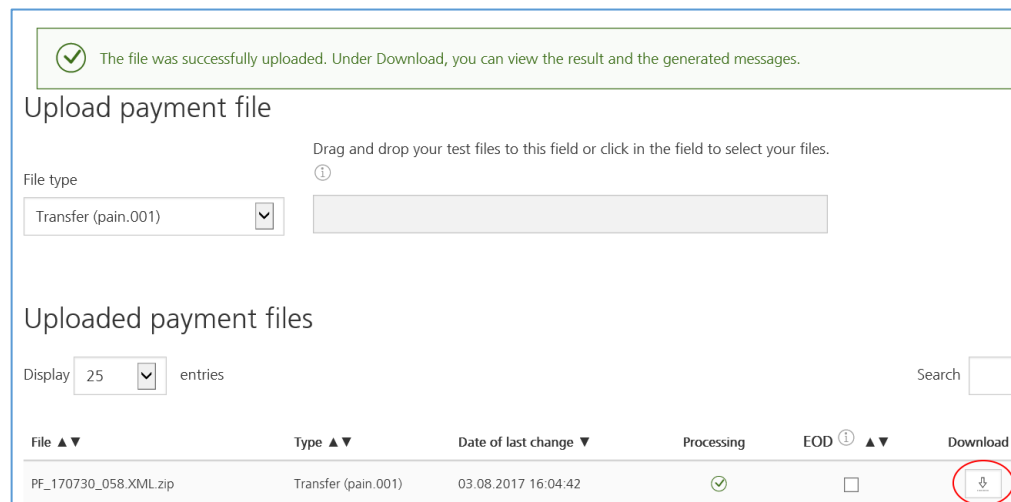 The file was successfully uploaded. Under Download, you can view the result and the generated messages.
Upload payment file
Drag and drop your test files to this field or click in the field to select your files.
File type
Transfer (pain.001)
Uploaded payment files
Display 25 entries Search
File ▲▼ Type ▲▼ Date of last change ▼ Processing EOD ▲▼ Download
PF_170730_058.XML.zip Transfer (pain.001) 03.08.2017 16:04:42